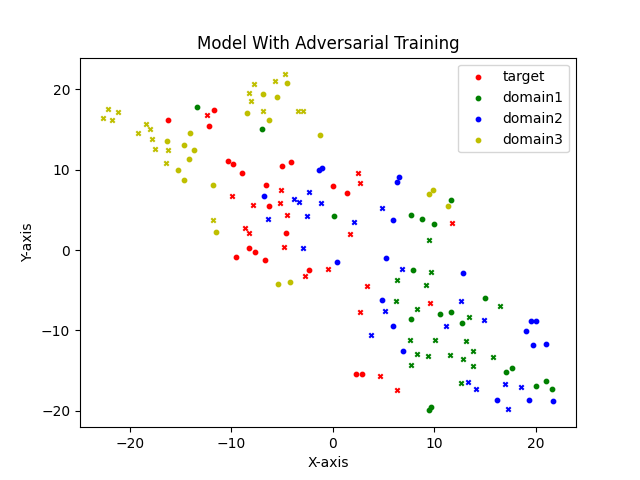 Model With Adversarial Training
target
domain1
domain2
domain3
Y-axis
20
10
0
−10
−20
−20
−10
0
10
20
X-axis